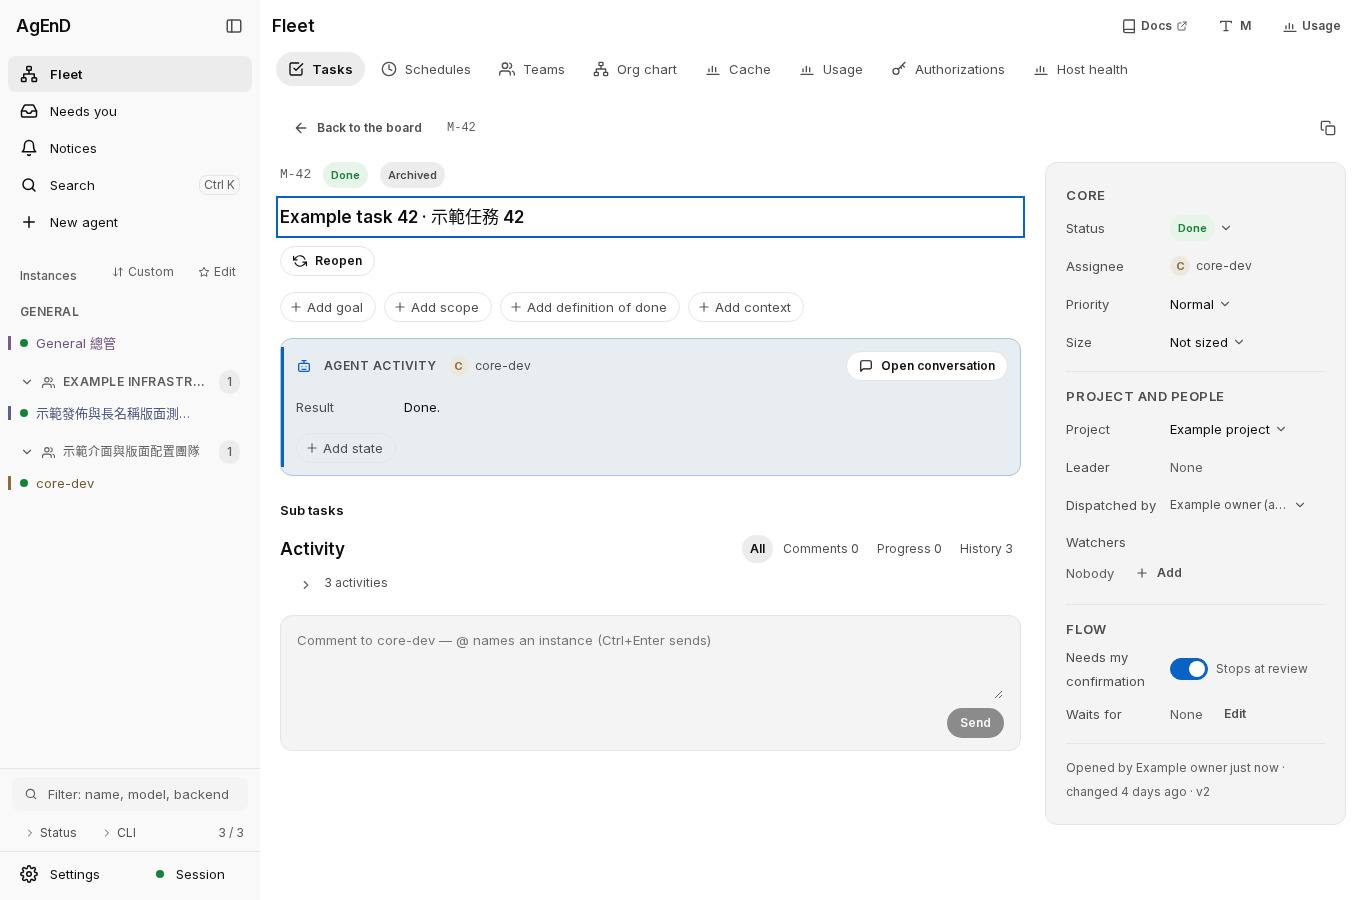 AgEnD
Fleet
Needs you
Notices
Search Ctrl K
New agent
Instances Custom Edit
GENERAL
General 總管
EXAMPLE INFRASTR... 1
示範發佈與長名稱版面測...
示範介面與版面配置團隊 1
core-dev
Filter: name, model, backend
Status CLI 3 / 3
Settings Session
Fleet
Docs M Usage
Tasks Schedules Teams Org chart Cache Usage Authorizations Host health
Back to the board M-42
M-42 Done Archived
Example task 42 · 示範任務 42
Reopen
Add goal Add scope Add definition of done Add context
AGENT ACTIVITY C core-dev Open conversation
Result Done.
Add state
Sub tasks
Activity All Comments 0 Progress 0 History 3
3 activities
Comment to core-dev — @ names an instance (Ctrl+Enter sends)
Send
CORE
Status Done
Assignee C core-dev
Priority Normal
Size Not sized
PROJECT AND PEOPLE
Project Example project
Leader None
Dispatched by Example owner (a...
Watchers
Nobody Add
FLOW
Needs my
confirmation Stops at review
Waits for None Edit
Opened by Example owner just now ·
changed 4 days ago · v2